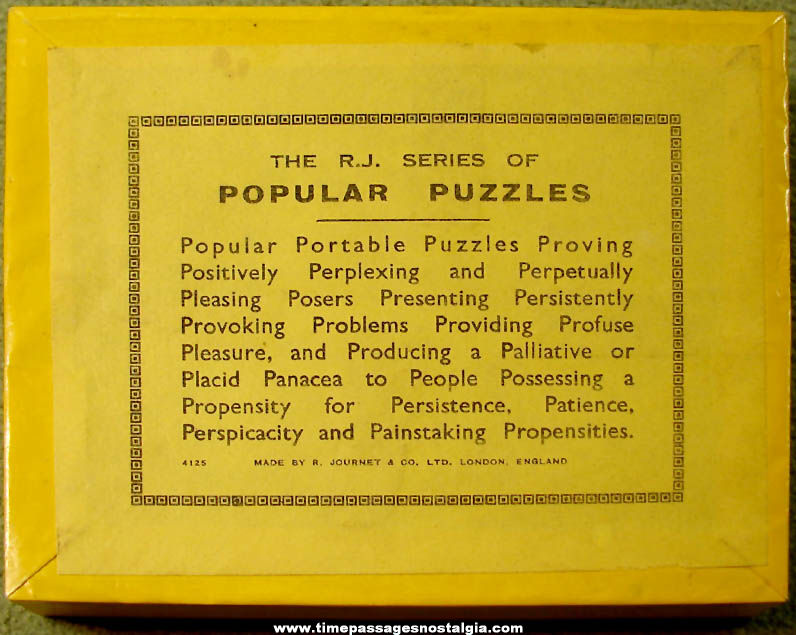 THE R.J. SERIES OF
POPULAR PUZZLES
Popular Portable Puzzles Proving
Positively Perplexing and Perpetually
Pleasing Posers Presenting Persistently
Provoking Problems Providing Profuse
Pleasure, and Producing a Palliative or
Placid Panacea to People Possessing a
Propensity for Persistence, Patience,
Perspicacity and Painstaking Propensities.
4125 MADE BY R. JOURNET & CO. LTD. LONDON, ENGLAND
www.timepassagesnostalgia.com